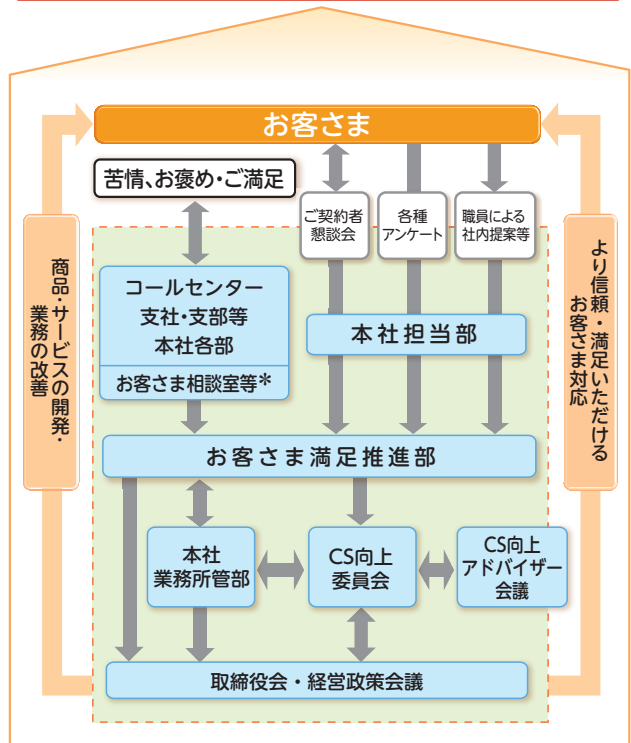 お客さま
苦情、お褒め・ご満足
ご契約者
懇談会
各種
アンケート
職員による
社内提案等
商品・サービスの開発・
業務の改善
より信頼・満足いただける
お客さま対応
コールセンター
支社・支部等
本社各部
お客さま相談室等*
本社担当部
お客さま満足推進部
本社
業務所管部
CS向上
委員会
CS向上
アドバイザー
会議
取締役会・経営政策会議